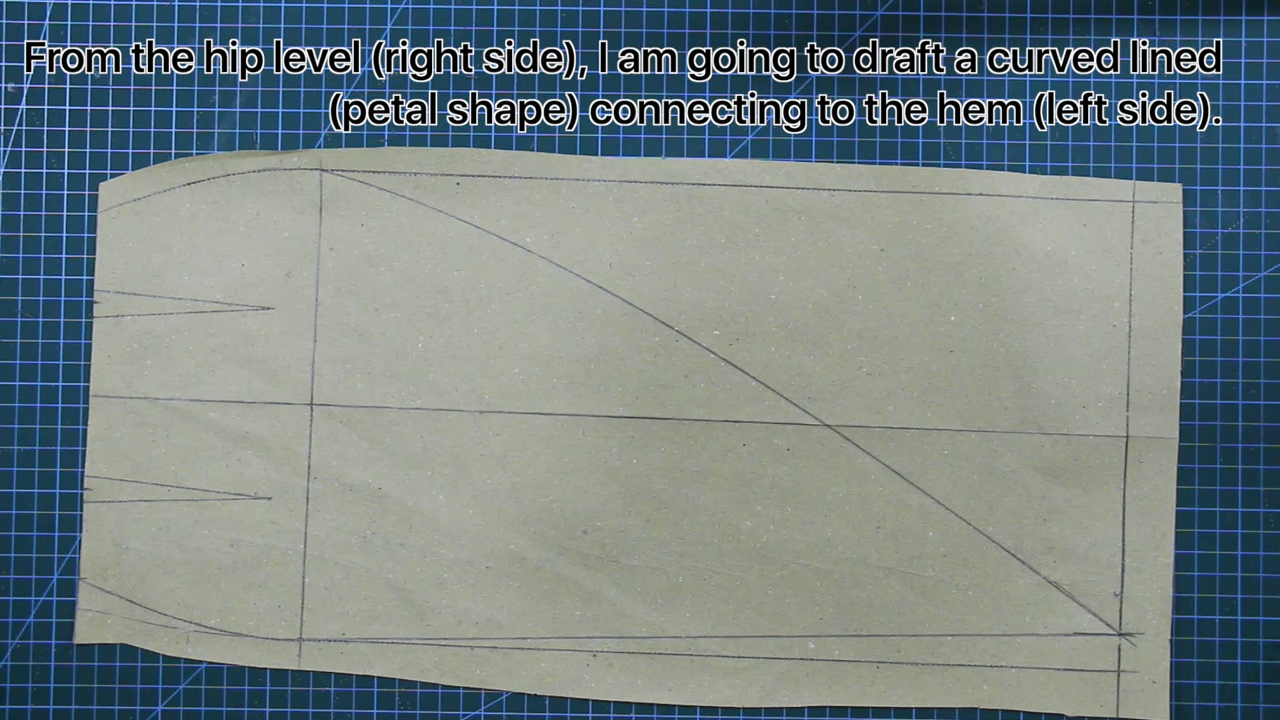 From the hip level (right side), I am going to draft a curved lined
(petal shape) connecting to the hem (left side).